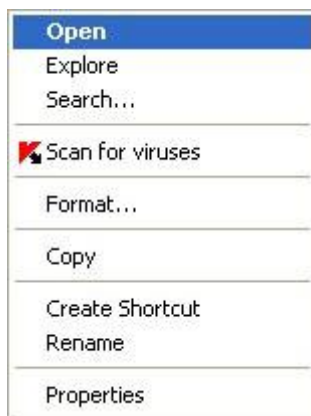 Open
Explore
Search...
Scan for viruses
Format...
Copy
Create Shortcut
Rename
Properties